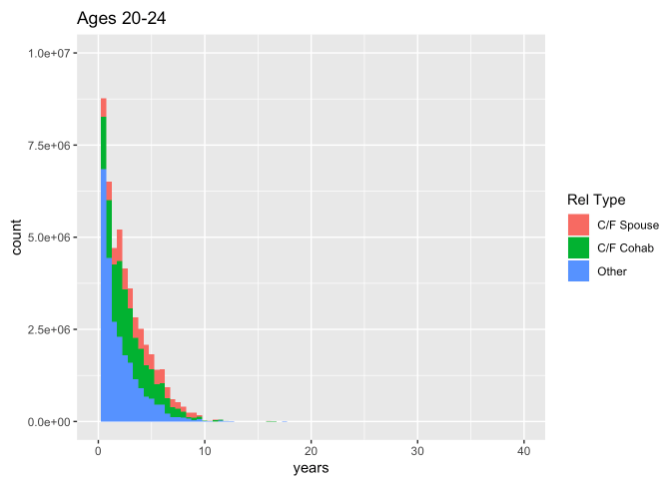 Ages 20-24
1.0e+07
7.5e+06
5.0e+06
2.5e+06
0.0e+00
count
0
10
20
30
40
years
Rel Type
C/F Spouse
C/F Cohab
Other